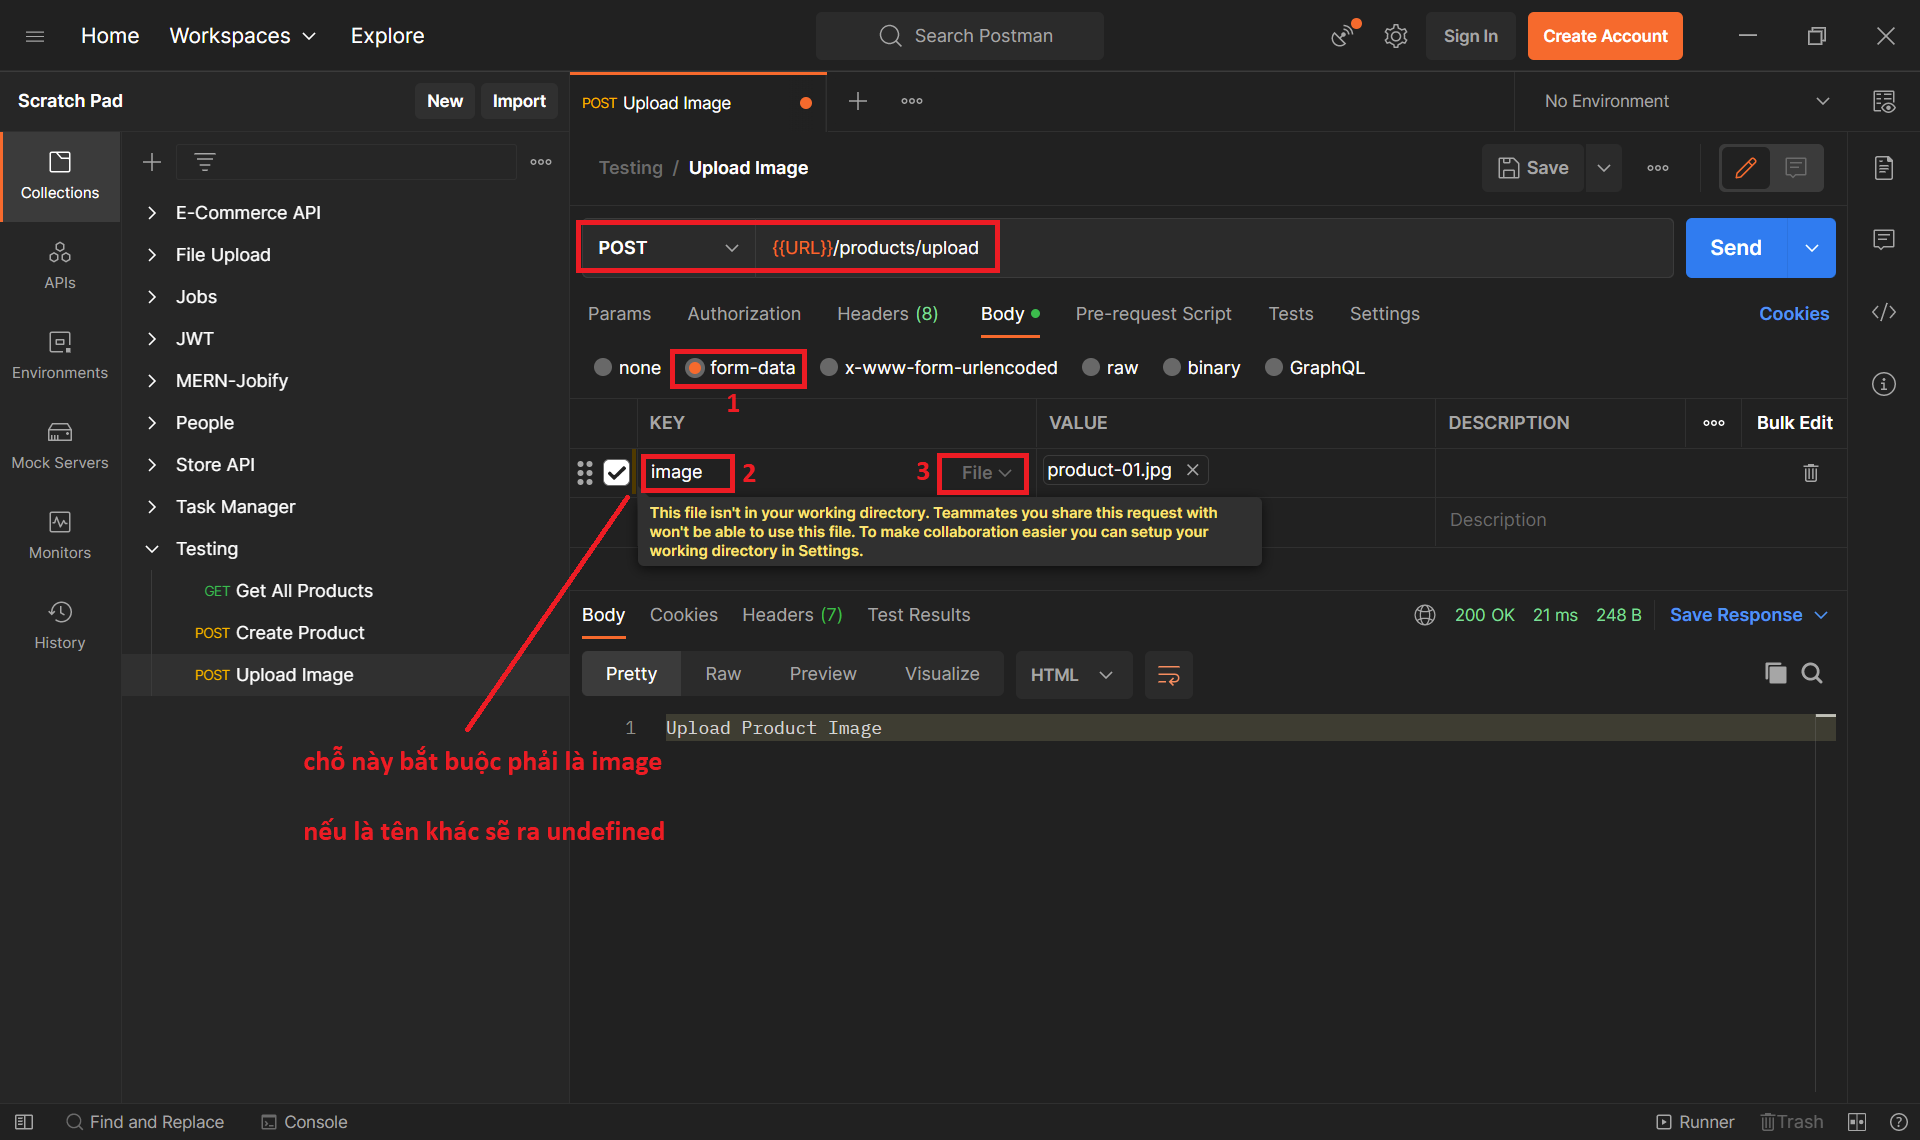 Home Workspaces Explore
Search Postman
Sign In Create Account
Scratch Pad New Import
POST Upload Image
No Environment
Collections
APIs
Environments
Mock Servers
Monitors
History
E-Commerce API
File Upload
Jobs
JWT
MERN-Jobify
People
Store API
Task Manager
Testing
GET Get All Products
POST Create Product
POST Upload Image
Testing / Upload Image
Save
POST {{URL}}/products/upload
Send
Params Authorization Headers (8) Body Pre-request Script Tests Settings Cookies
none form-data x-www-form-urlencoded raw binary GraphQL
1
KEY VALUE DESCRIPTION Bulk Edit
image 2 3 File product-01.jpg
This file isn't in your working directory. Teammates you share this request with
won't be able to use this file. To make collaboration easier you can setup your
working directory in Settings.
Description
Body Cookies Headers (7) Test Results 200 OK 21 ms 248 B Save Response
Pretty Raw Preview Visualize HTML
1 Upload Product Image
chỗ này bắt buộc phải là image
nếu là tên khác sẽ ra undefined
Find and Replace Console Runner Trash